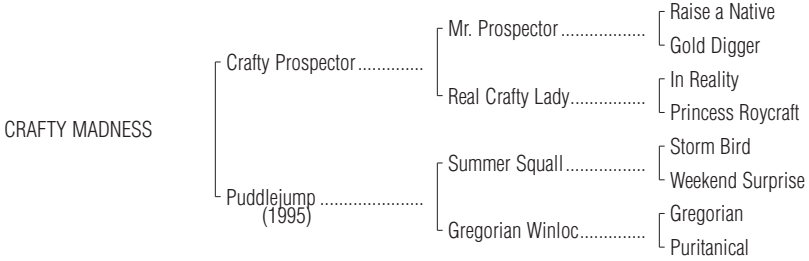 Raise a Native
Mr. Prospector ..................
Gold Digger
Crafty Prospector ..............
In Reality
Real Crafty Lady ................
Princess Roycraft
CRAFTY MADNESS
Storm Bird
Summer Squall .................
Weekend Surprise
Puddlejump ......................
(1995)
Gregorian
Gregorian Winloc ..............
Puritanical